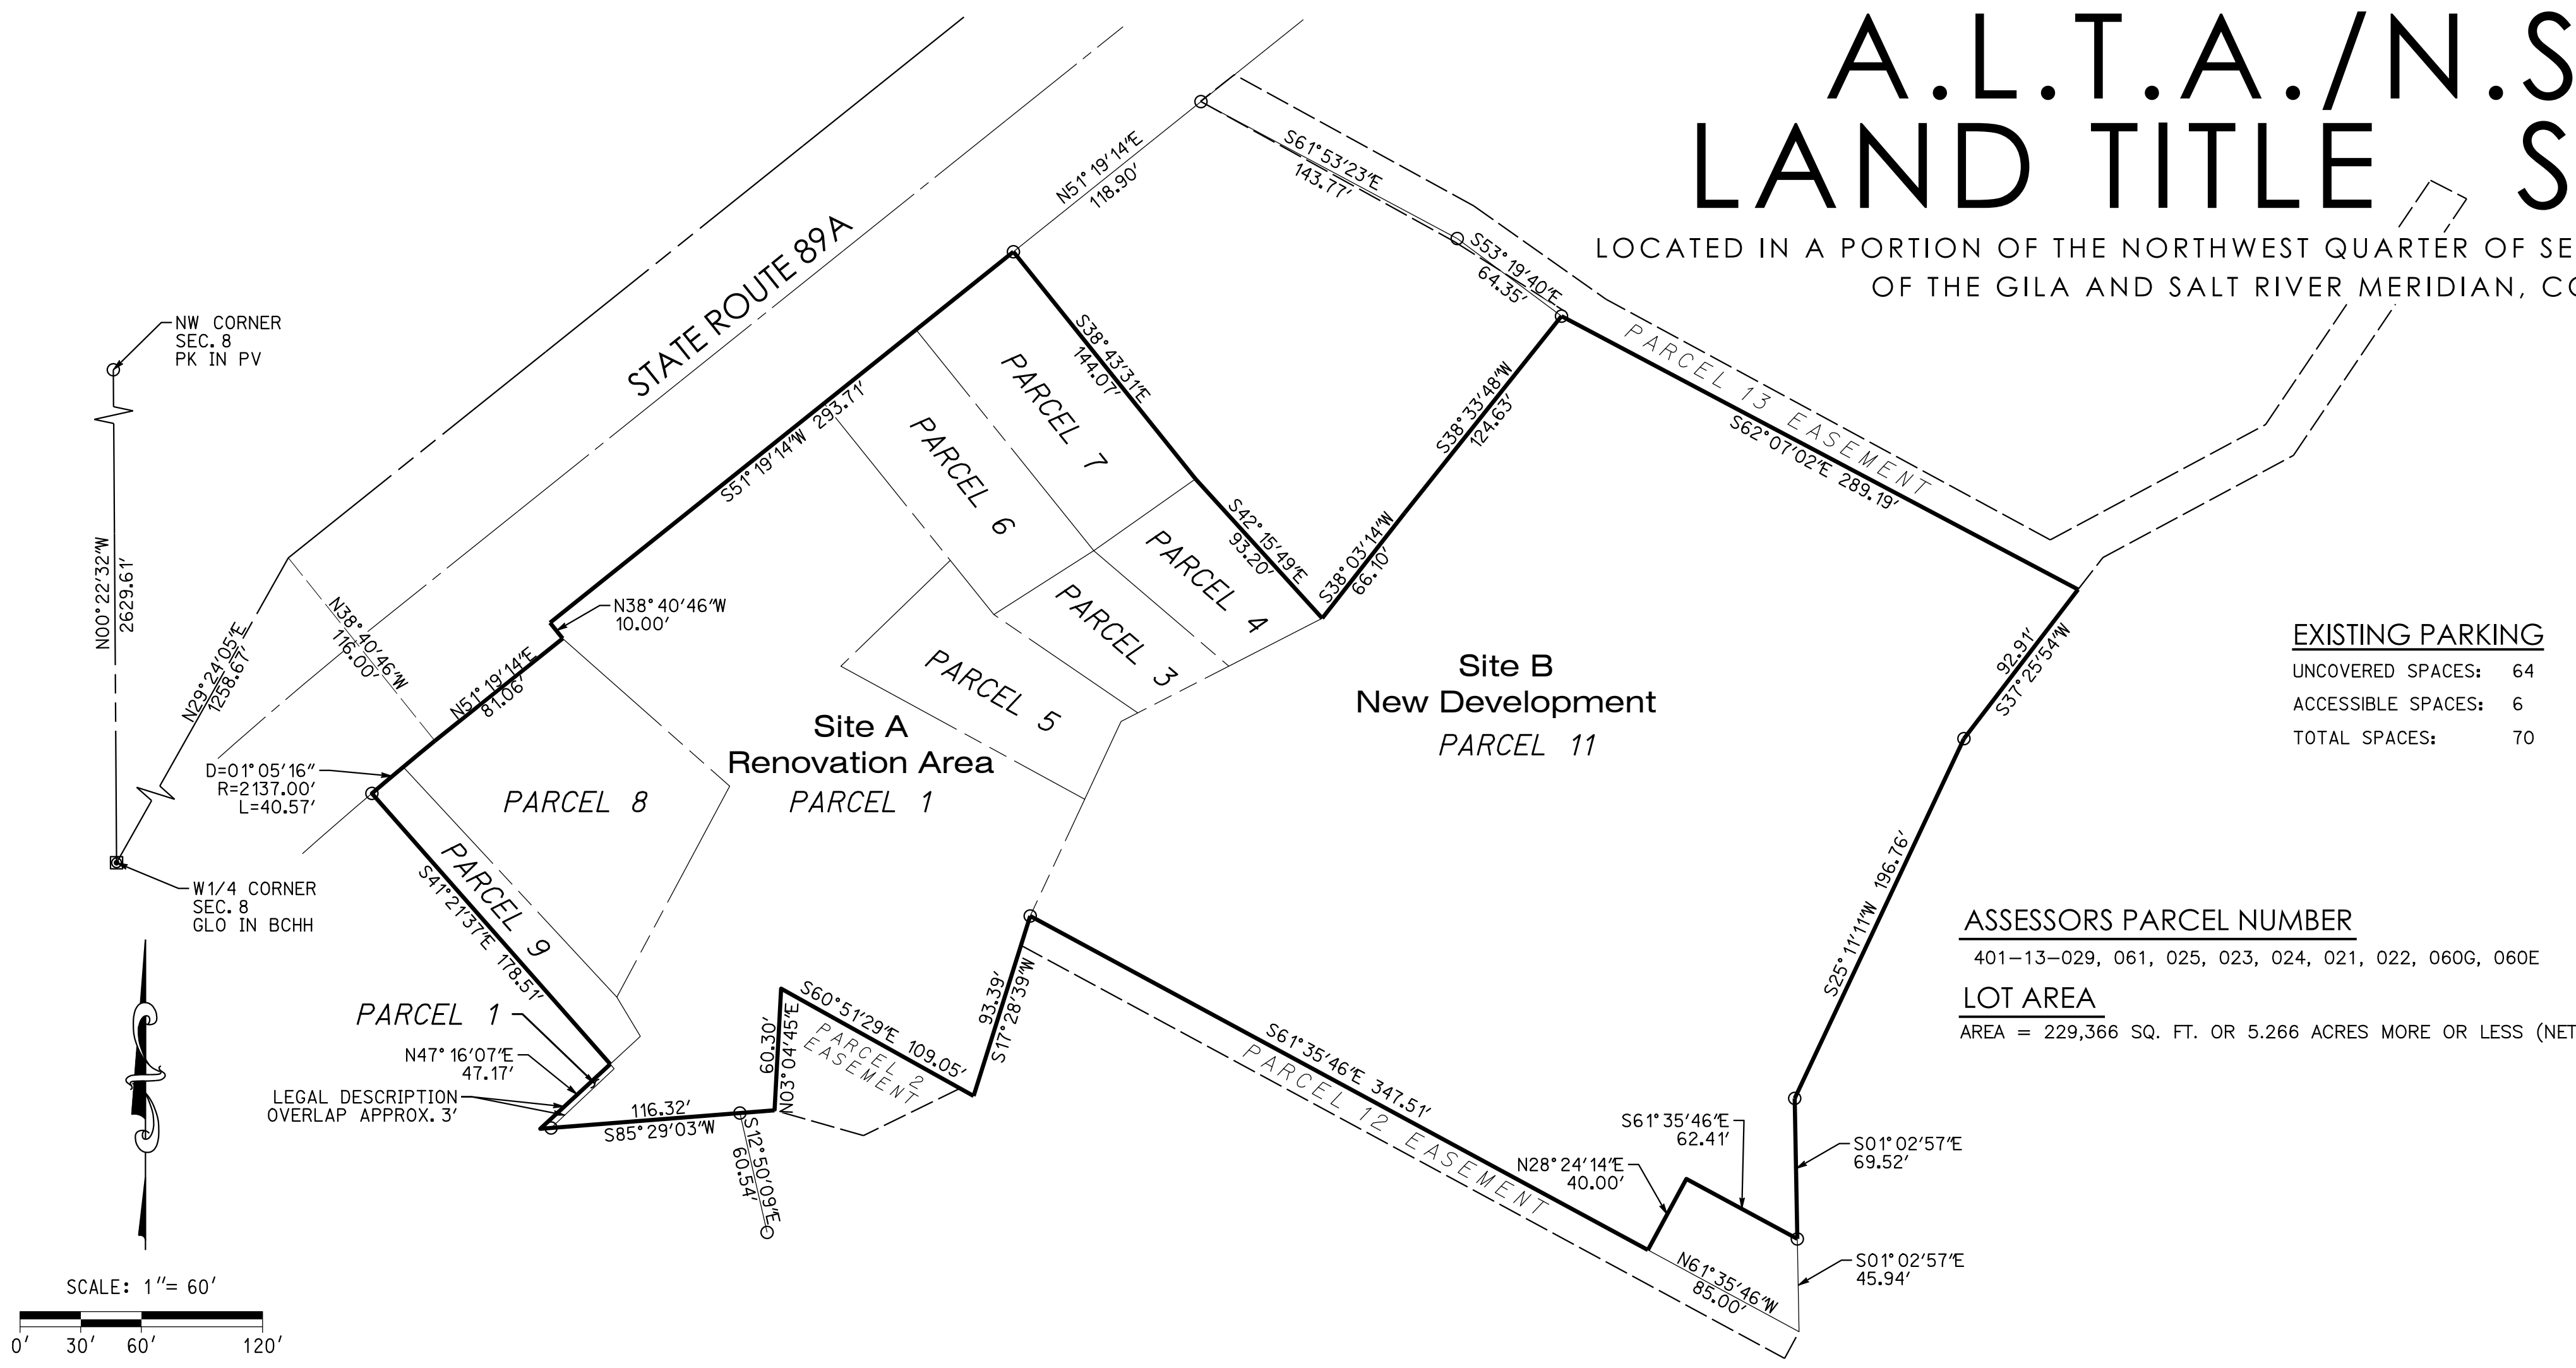 A.L.T.A./N.S
LAND TITLE S
LOCATED IN A PORTION OF THE NORTHWEST QUARTER OF SE
OF THE GILA AND SALT RIVER MERIDIAN, CO
N51°19'14"E
118.90'
S61°53'23"E
143.77'
S53°19'40"E
64.35'
STATE ROUTE 89A
NW CORNER
SEC. 8
PK IN PV
N00°22'32"W
2629.61'
N29°24'05"E
1258.67'
N38°40'46"W
116.00'
S51°19'14"W 293.71'
N38°40'46"W
10.00'
N51°19'14"E
81.06'
D=01°05'16"
R=2137.00'
L=40.57'
W1/4 CORNER
SEC. 8
GLO IN BCHH
S38°43'31"E
144.07'
PARCEL 7
PARCEL 6
S42°15'49"E
93.20'
PARCEL 4
PARCEL 3
PARCEL 5
S38°33'48"W
124.63'
S38°03'14"W
66.10'
PARCEL 13 EASEMENT
S62°07'02"E 289.19'
Site A
Renovation Area
PARCEL 1
PARCEL 8
PARCEL 9
S41°21'37"E 178.51'
Site B
New Development
PARCEL 11
92.91'
S37°25'54"W
S25°11'11"W 196.76'
EXISTING PARKING
UNCOVERED SPACES: 64
ACCESSIBLE SPACES: 6
TOTAL SPACES: 70
ASSESSORS PARCEL NUMBER
401-13-029, 061, 025, 023, 024, 021, 022, 060G, 060E
LOT AREA
AREA = 229,366 SQ. FT. OR 5.266 ACRES MORE OR LESS (NET
PARCEL 1
N47°16'07"E
47.17'
LEGAL DESCRIPTION
OVERLAP APPROX. 3'
116.32'
S85°29'03"W
60.30'
N03°04'45"E
S60°51'29"E 109.05'
PARCEL 2
EASEMENT
93.39'
S17°28'39"W
S12°50'09"E
60.54'
S61°35'46"E 347.51'
PARCEL 12 EASEMENT
N28°24'14"E
40.00'
S61°35'46"E
62.41'
S01°02'57"E
69.52'
S01°02'57"E
45.94'
N61°35'46"W
85.00'
SCALE: 1"= 60'
0' 30' 60' 120'